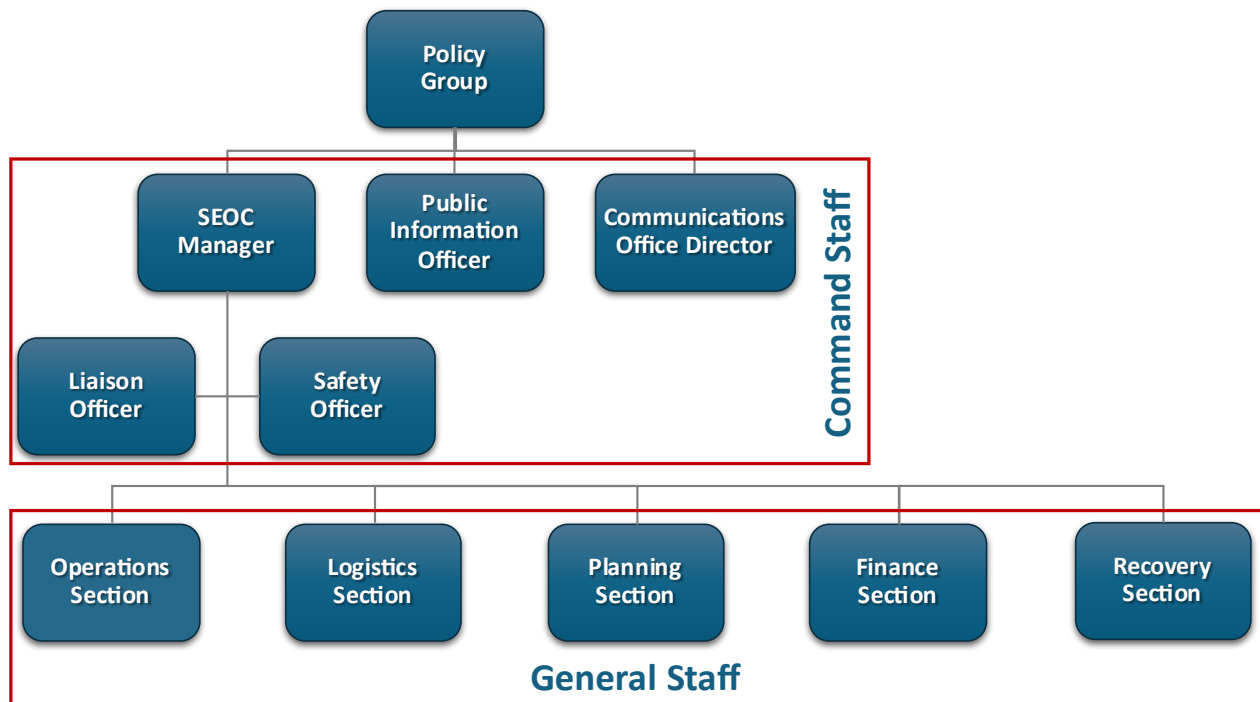 Policy
Group
SEOC
Manager
Public
Information
Officer
Communications
Office Director
Command Staff
Liaison
Officer
Safety
Officer
Operations
Section
Logistics
Section
Planning
Section
Finance
Section
Recovery
Section
General Staff